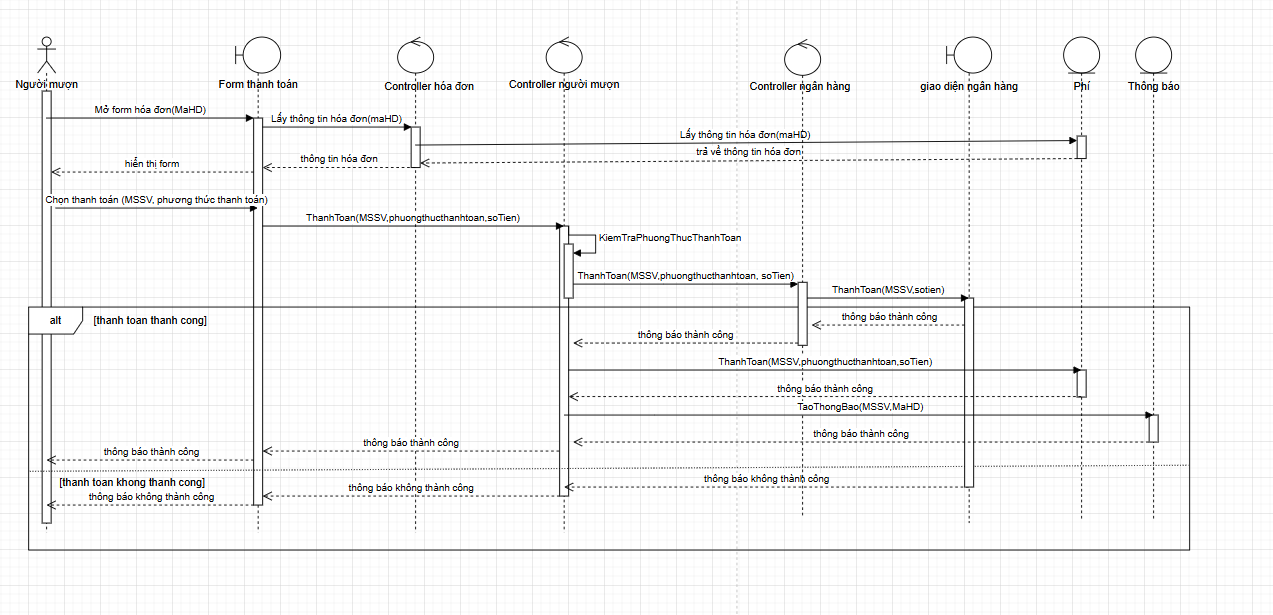 Người mượn
Form thanh toán
Controller hóa đơn
Controller người mượn
Controller ngân hàng
giao diện ngân hàng
Phí
Thông báo
Mở form hóa đơn(MaHD)
Lấy thông tin hóa đơn(maHD)
Lấy thông tin hóa đơn(maHD)
trả về thông tin hóa đơn
thông tin hóa đơn
hiển thị form
Chọn thanh toán (MSSV, phương thức thanh toán)
ThanhToan(MSSV,phuongthucthanhtoan,soTien)
KiemTraPhuongThucThanhToan
ThanhToan(MSSV,phuongthucthanhtoan, soTien)
ThanhToan(MSSV,sotien)
alt
[thanh toan thanh cong]
thông báo thành công
thông báo thành công
ThanhToan(MSSV,phuongthucthanhtoan,soTien)
thông báo thành công
TaoThongBao(MSSV,MaHD)
thông báo thành công
thông báo thành công
thông báo thành công
[thanh toan khong thanh cong]
thông báo không thành công
thông báo không thành công
thông báo không thành công